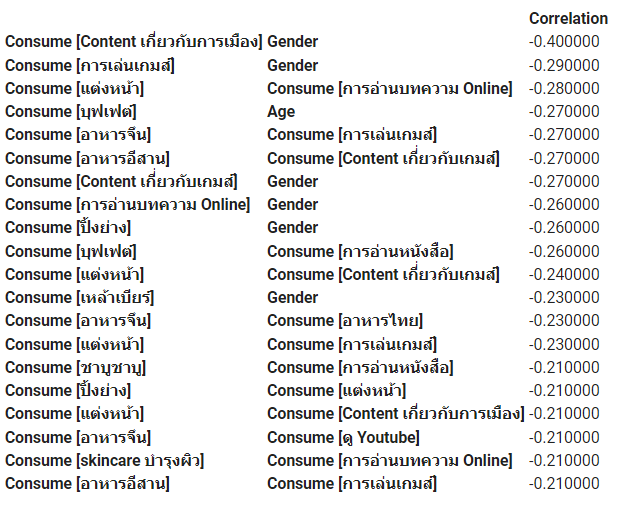 Correlation
Consume [Content เกี่ยวกับการเมือง] Gender -0.400000
Consume [การเล่นเกมส์] Gender -0.290000
Consume [แต่งหน้า] Consume [การอ่านบทความ Online] -0.280000
Consume [บุฟเฟต์] Age -0.270000
Consume [อาหารจีน] Consume [การเล่นเกมส์] -0.270000
Consume [อาหารอีสาน] Consume [Content เกี่ยวกับเกมส์] -0.270000
Consume [Content เกี่ยวกับเกมส์] Gender -0.270000
Consume [การอ่านบทความ Online] Gender -0.260000
Consume [ปิ้งย่าง] Gender -0.260000
Consume [บุฟเฟต์] Consume [การอ่านหนังสือ] -0.260000
Consume [แต่งหน้า] Consume [Content เกี่ยวกับเกมส์] -0.240000
Consume [เหล้าเบียร์] Gender -0.230000
Consume [อาหารจีน] Consume [อาหารไทย] -0.230000
Consume [แต่งหน้า] Consume [การเล่นเกมส์] -0.230000
Consume [ชาบูชาบู] Consume [การอ่านหนังสือ] -0.210000
Consume [ปิ้งย่าง] Consume [แต่งหน้า] -0.210000
Consume [แต่งหน้า] Consume [Content เกี่ยวกับการเมือง] -0.210000
Consume [อาหารจีน] Consume [ดู Youtube] -0.210000
Consume [skincare บำรุงผิว] Consume [การอ่านบทความ Online] -0.210000
Consume [อาหารอีสาน] Consume [การเล่นเกมส์] -0.210000